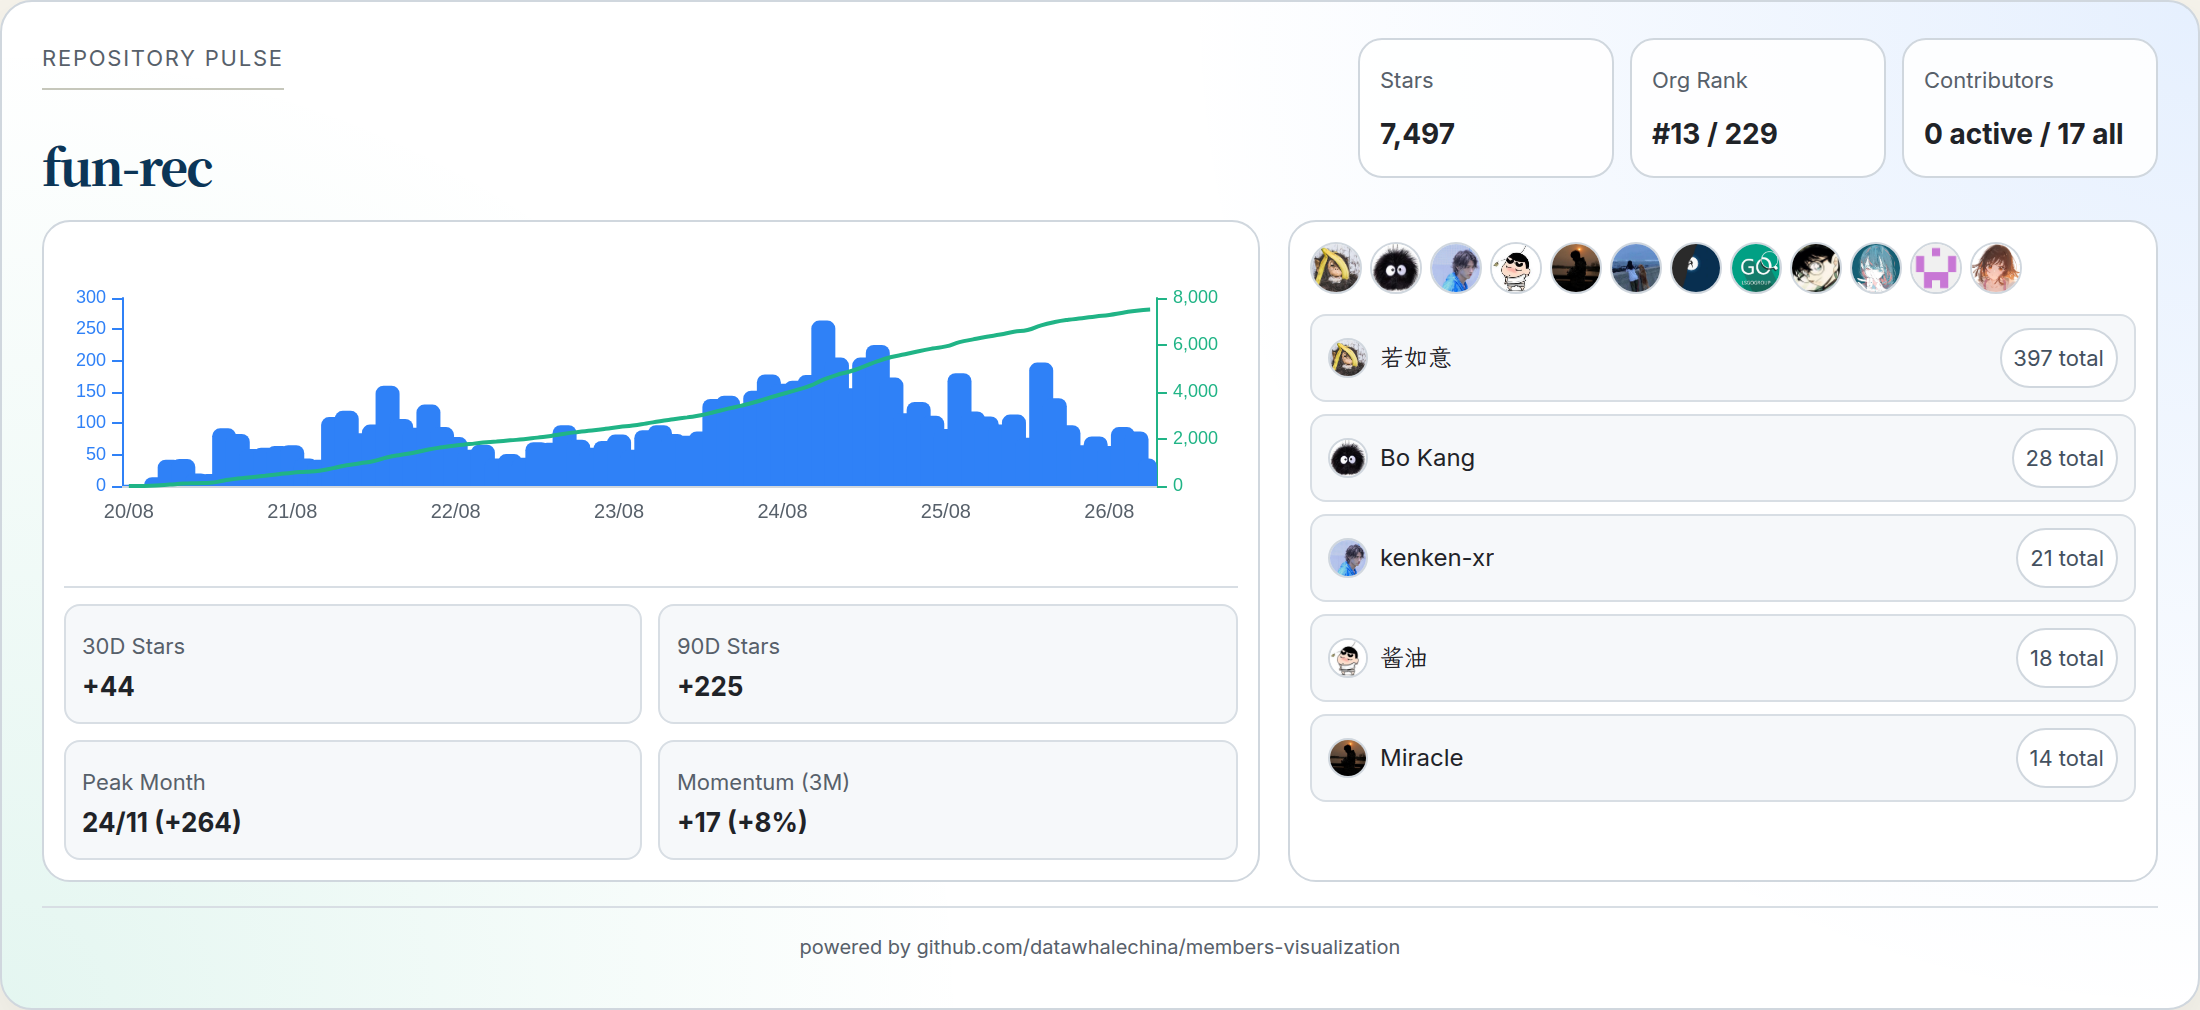 REPOSITORY PULSE
fun-rec
Stars
7,497
Org Rank
#13 / 229
Contributors
0 active / 17 all
300
250
200
150
100
50
0
8,000
6,000
4,000
2,000
0
20/08
21/08
22/08
23/08
24/08
25/08
26/08
30D Stars
+44
90D Stars
+225
Peak Month
24/11 (+264)
Momentum (3M)
+17 (+8%)
GO
若如意
397 total
Bo Kang
28 total
kenken-xr
21 total
酱油
18 total
Miracle
14 total
powered by github.com/datawhalechina/members-visualization